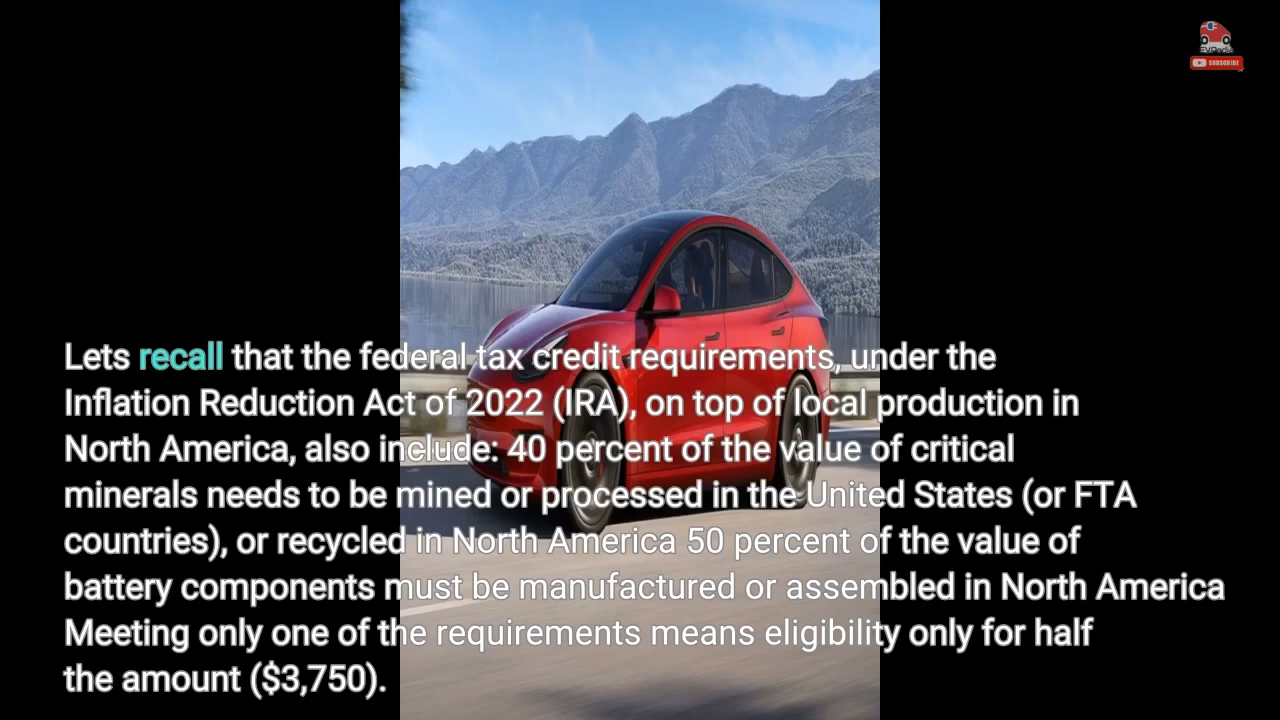 SUBSCRIBE
Lets recall that the federal tax credit requirements, under the
Inflation Reduction Act of 2022 (IRA), on top of local production in
North America, also include: 40 percent of the value of critical
minerals needs to be mined or processed in the United States (or FTA
countries), or recycled in North America 50 percent of the value of
battery components must be manufactured or assembled in North America
Meeting only one of the requirements means eligibility only for half
the amount ($3,750).